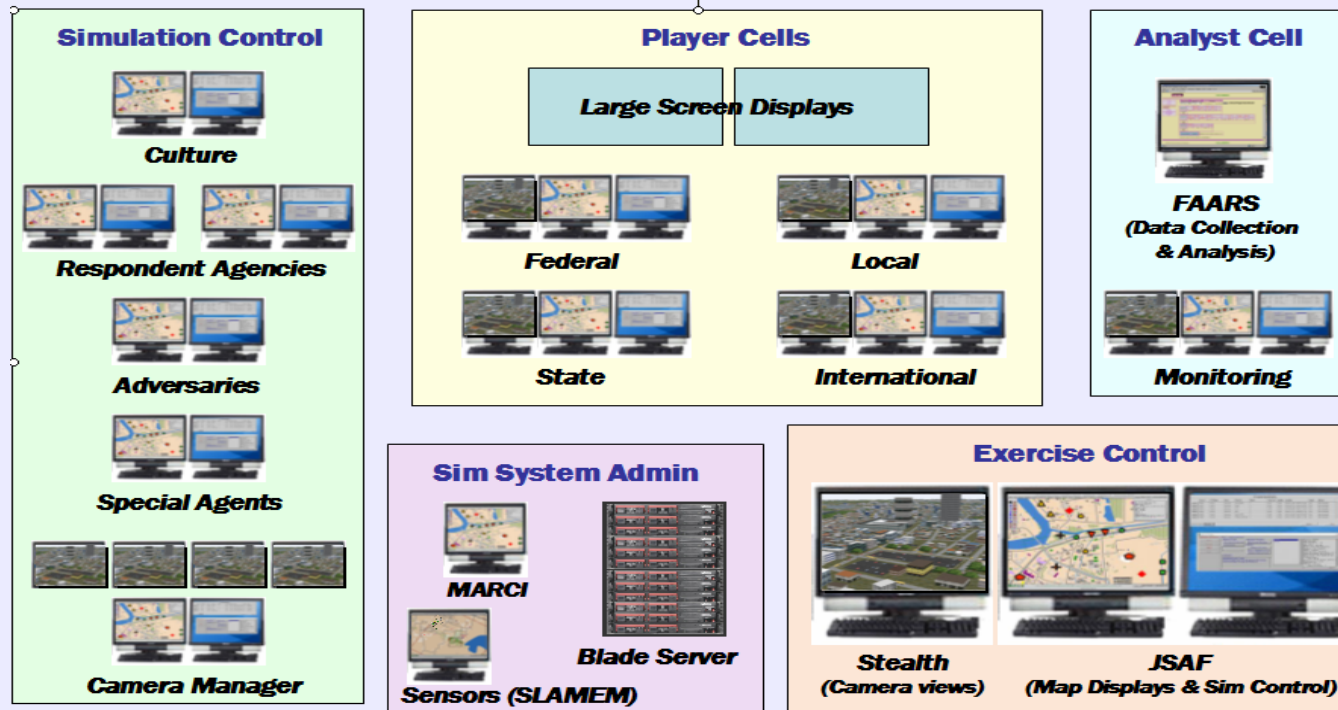 Simulation Control
Culture
Respondent Agencies
Adversaries
Special Agents
Camera Manager
Player Cells
Large Screen Displays
Federal
Local
State
International
Analyst Cell
FAARS
(Data Collection
& Analysis)
Monitoring
Sim System Admin
MARCI
Blade Server
Sensors (SLAMEM)
Exercise Control
Stealth
(Camera views)
JSAF
(Map Displays & Sim Control)